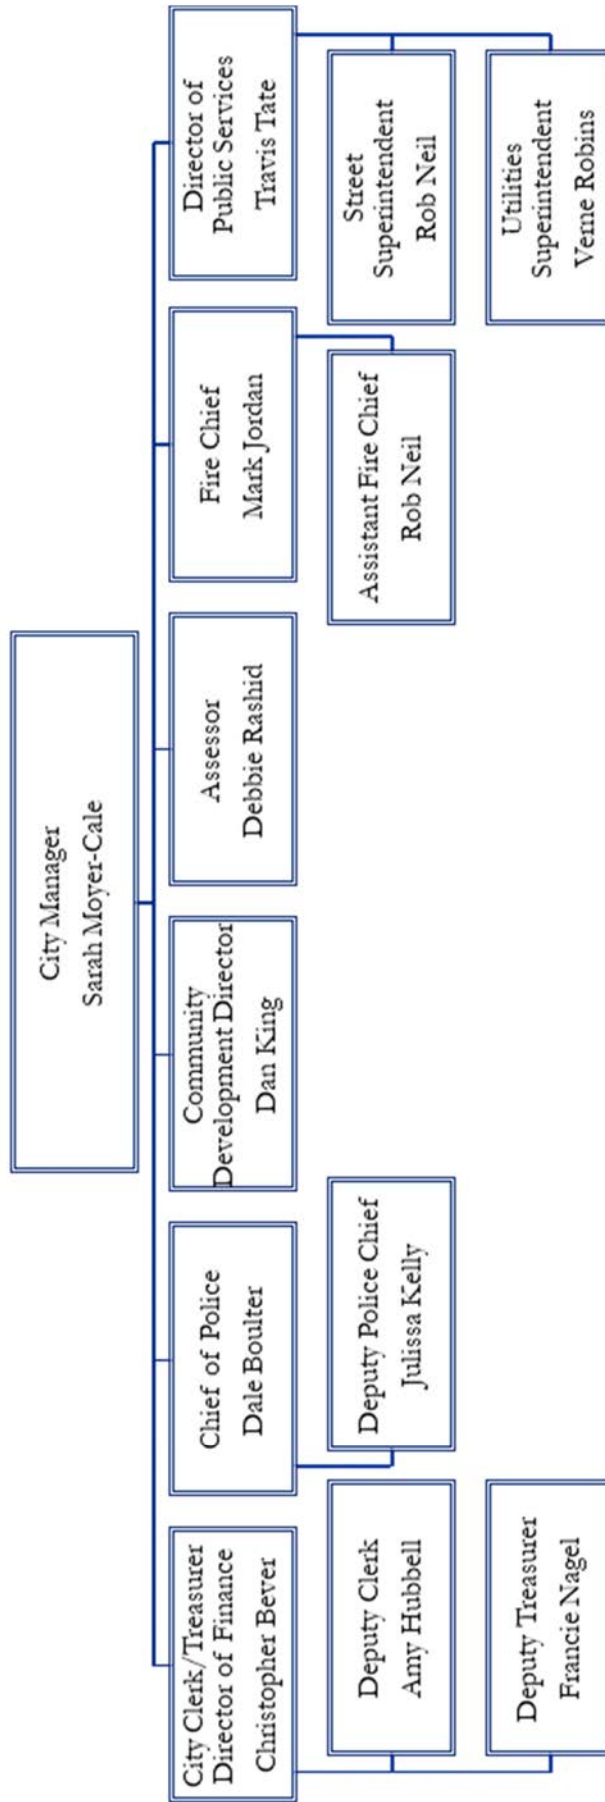 City Manager
Sarah Moyer-Cale
City Clerk/Treasurer
Director of Finance
Christopher Bever
Chief of Police
Dale Boulter
Community
Development Director
Dan King
Assessor
Debbie Rashid
Fire Chief
Mark Jordan
Director of
Public Services
Travis Tate
Deputy Clerk
Amy Hubbell
Deputy Police Chief
Julissa Kelly
Assistant Fire Chief
Rob Neil
Street
Superintendent
Rob Neil
Deputy Treasurer
Francie Nagel
Utilities
Superintendent
Verne Robins